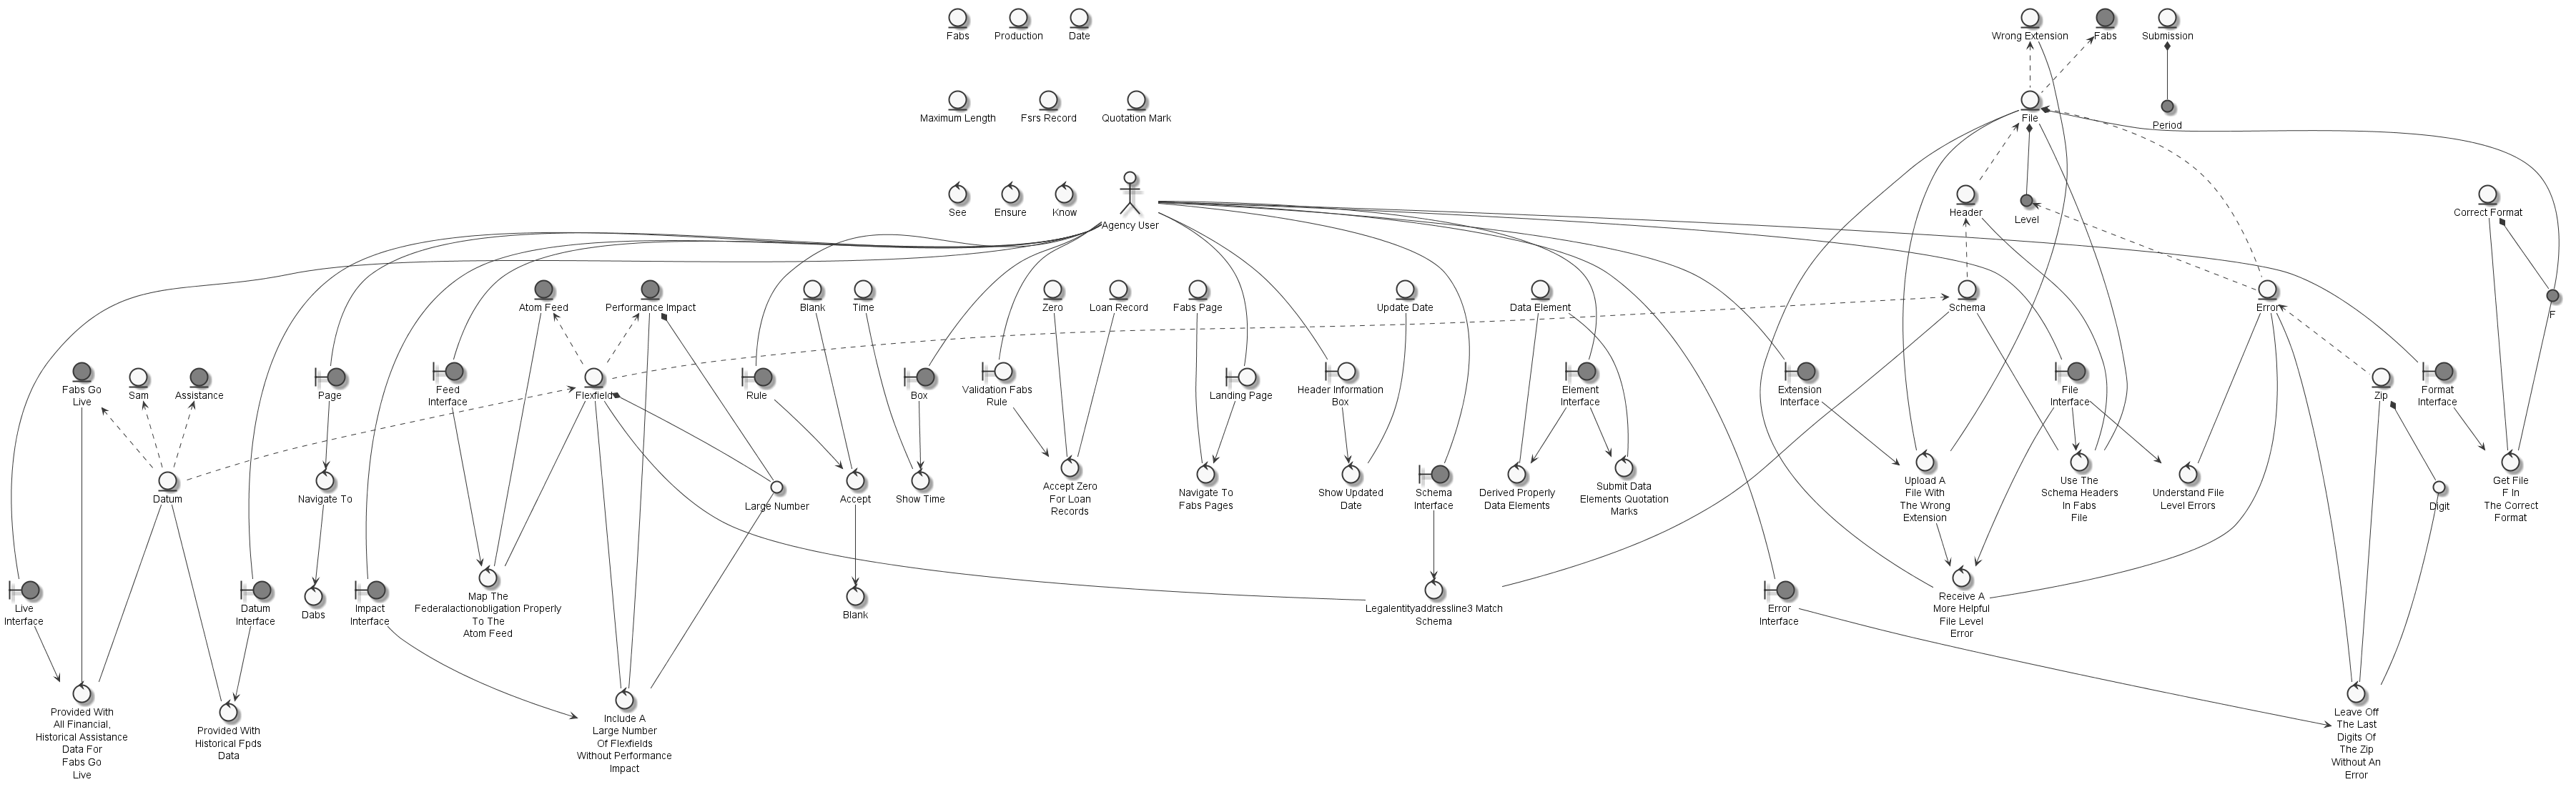 Fabs
Production
Date
Wrong Extension
Fabs
Submission
Maximum Length
Fsrs Record
Quotation Mark
File
Period
See
Ensure
Know
Agency User
Header
Level
Correct Format
Atom Feed
Performance Impact
Blank
Time
Zero
Loan Record
Fabs Page
Update Date
Data Element
Schema
Error
F
Fabs Go
Live
Sam
Assistance
Page
Feed
Interface
Flexfield
Rule
Box
Validation Fabs
Rule
Landing Page
Header Information
Box
Element
Interface
Extension
Interface
File
Interface
Zip
Format
Interface
Datum
Navigate To
Large Number
Accept
Show Time
Accept Zero
For Loan
Records
Navigate To
Fabs Pages
Show Updated
Date
Schema
Interface
Derived Properly
Data Elements
Submit Data
Elements Quotation
Marks
Upload A
File With
The Wrong
Extension
Use The
Schema Headers
In Fabs
File
Understand File
Level Errors
Digit
Get File
F In
The Correct
Format
Live
Interface
Datum
Interface
Dabs
Impact
Interface
Map The
Federalactionobligation Properly
To The
Atom Feed
Blank
Legalentityaddressline3 Match
Schema
Error
Interface
Receive A
More Helpful
File Level
Error
Provided With
All Financial,
Historical Assistance
Data For
Fabs Go
Live
Provided With
Historical Fpds
Data
Include A
Large Number
Of Flexfields
Without Performance
Impact
Leave Off
The Last
Digits Of
The Zip
Without An
Error